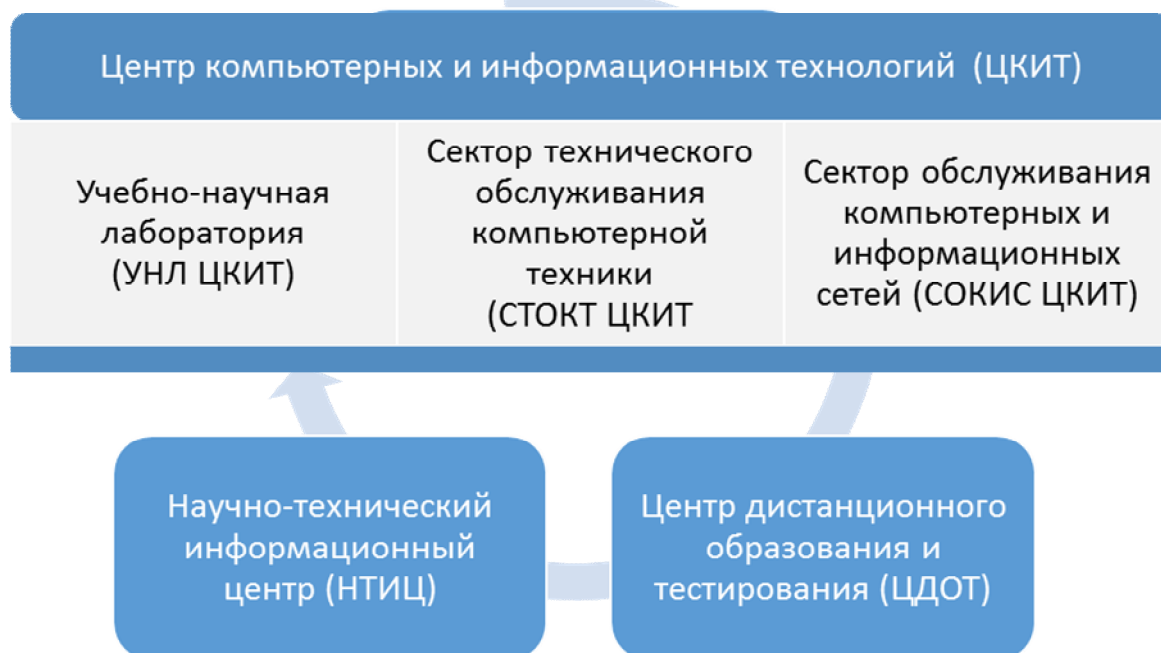 Центр компьютерных и информационных технологий (ЦКИТ)
Учебно-научная
лаборатория
(УНЛ ЦКИТ)
Сектор технического
обслуживания
компьютерной
техники
(СТОКТ ЦКИТ
Сектор обслуживания
компьютерных и
информационных
сетей (СОКИС ЦКИТ)
Научно-технический
информационный
центр (НТИЦ)
Центр дистанционного
образования и
тестирования (ЦДОТ)